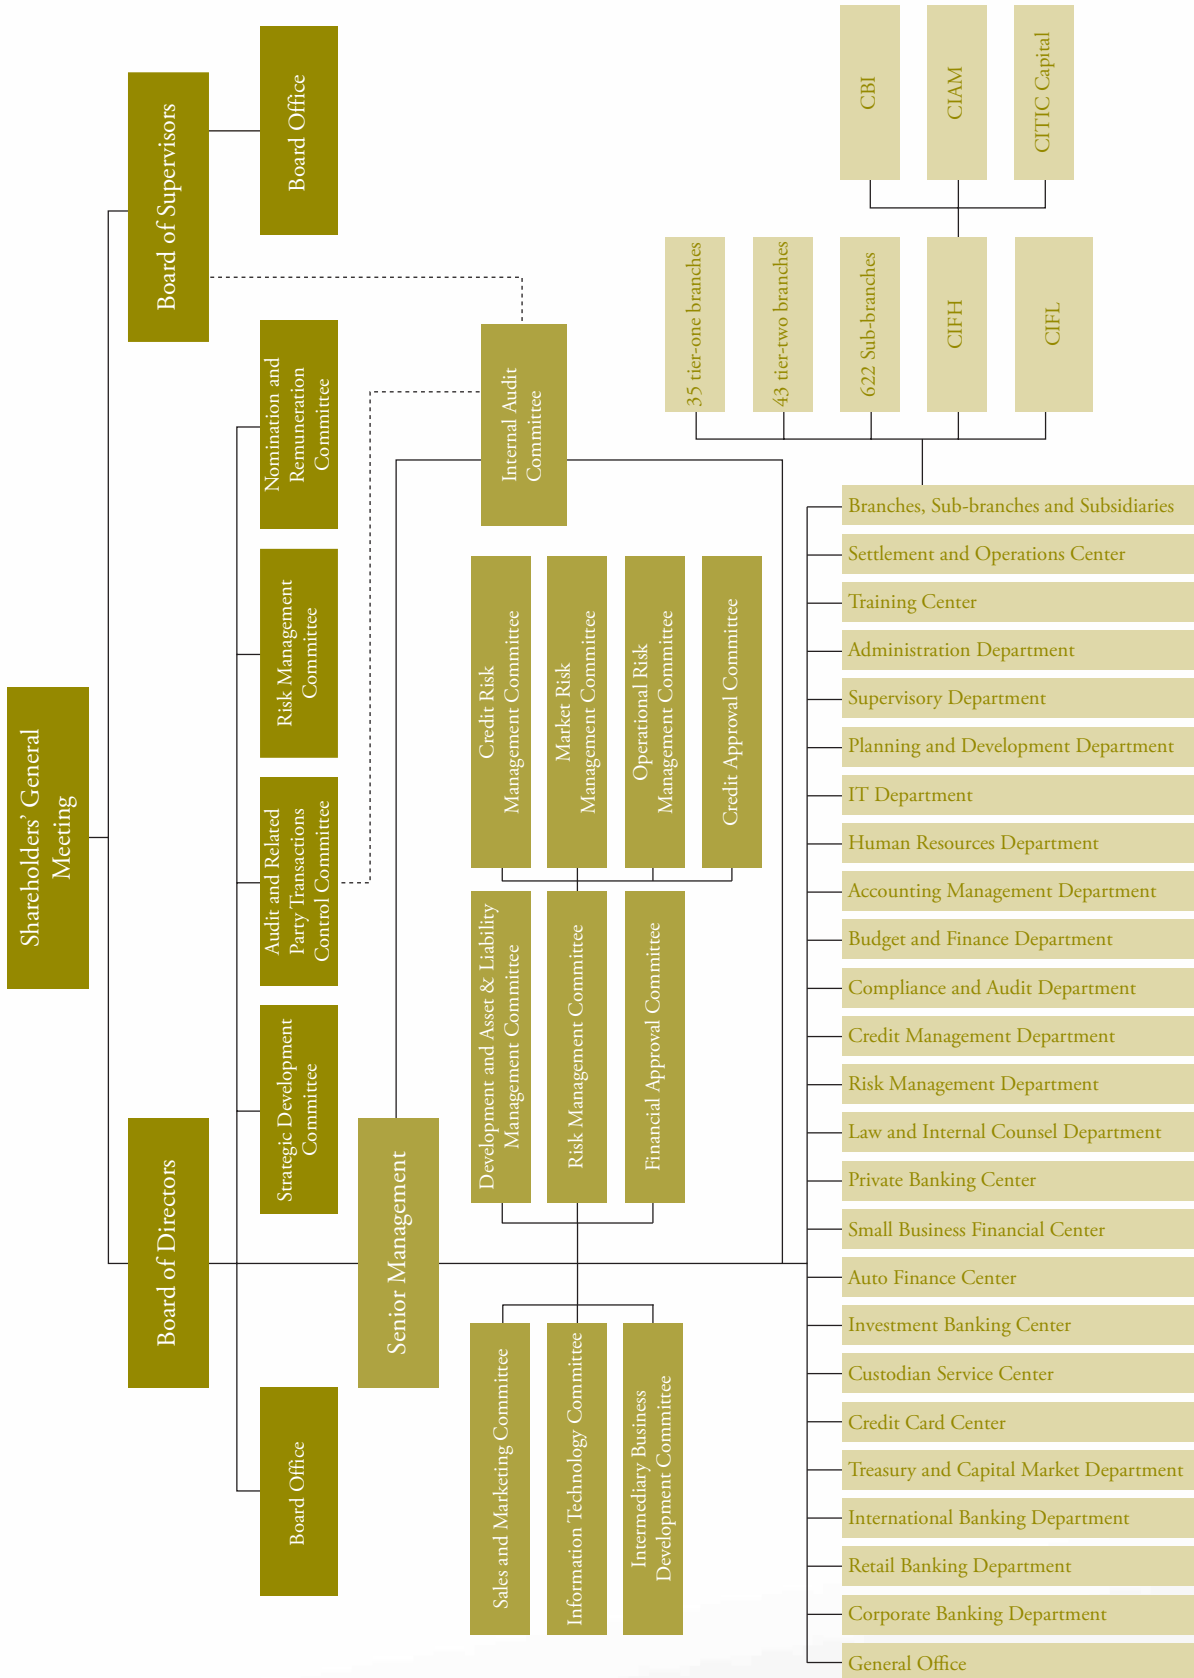 Shareholders' General
Meeting
Board of Directors
Board of Supervisors
Board Office
Strategic Development
Committee
Audit and Related
Party Transactions
Control Committee
Risk Management
Committee
Nomination and
Remuneration
Committee
Board Office
Senior Management
Internal Audit
Committee
Sales and Marketing Committee
Information Technology Committee
Intermediary Business
Development Committee
Development and Asset & Liability
Management Committee
Risk Management Committee
Financial Approval Committee
Credit Risk
Management Committee
Market Risk
Management Committee
Operational Risk
Management Committee
Credit Approval Committee
35 tier-one branches
43 tier-two branches
622 Sub-branches
CIFH
CIFL
CBI
CIAM
CITIC Capital
Branches, Sub-branches and Subsidiaries
Settlement and Operations Center
Training Center
Administration Department
Supervisory Department
Planning and Development Department
IT Department
Human Resources Department
Accounting Management Department
Budget and Finance Department
Compliance and Audit Department
Credit Management Department
Risk Management Department
Law and Internal Counsel Department
Private Banking Center
Small Business Financial Center
Auto Finance Center
Investment Banking Center
Custodian Service Center
Credit Card Center
Treasury and Capital Market Department
International Banking Department
Retail Banking Department
Corporate Banking Department
General Office